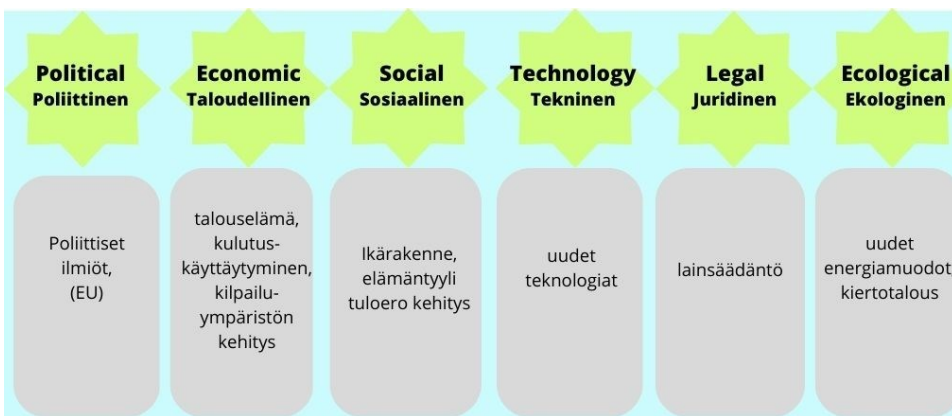 Political
Poliittinen
Economic
Taloudellinen
Social
Sosiaalinen
Technology
Tekninen
Legal
Juridinen
Ecological
Ekologinen
Poliittiset
ilmiöt,
(EU)
talouselämä,
kulutus-
käyttäytyminen,
kilpailu-
ympäristön
kehitys
Ikärakenne,
elämäntyyli
tuloero kehitys
uudet
teknologiat
lainsäädäntö
uudet
energiamuodot,
kiertotalous